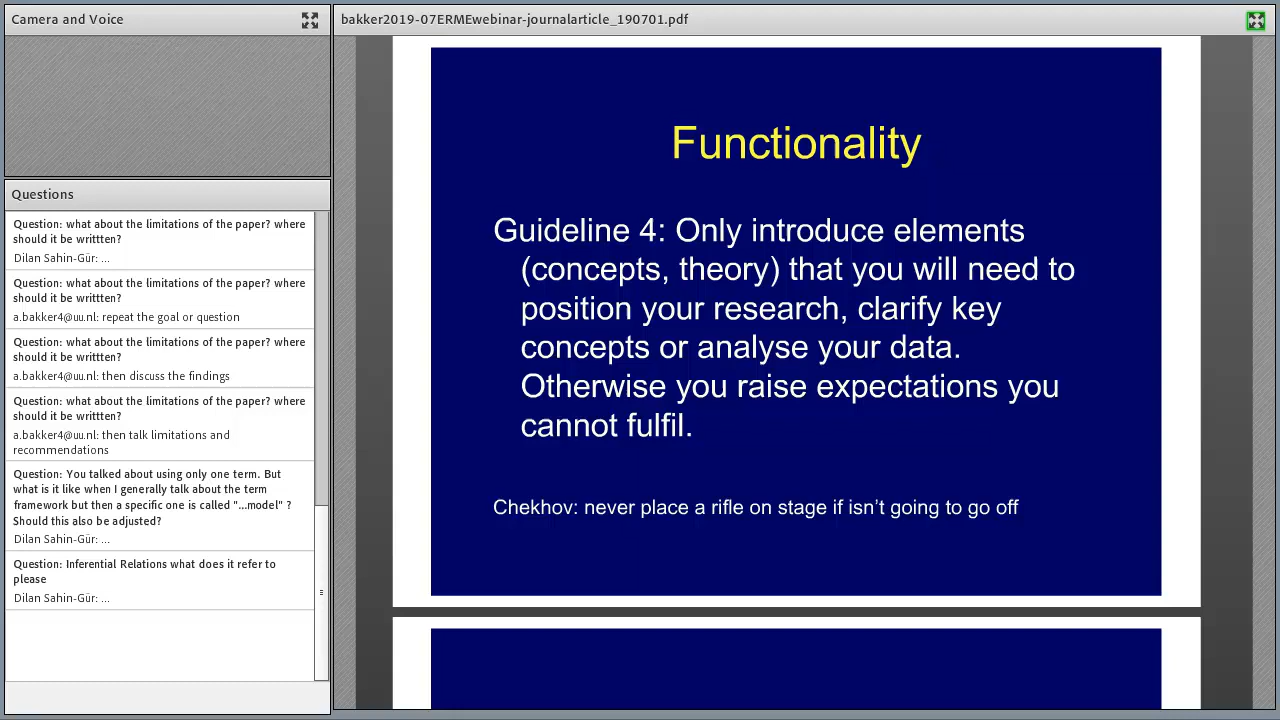 Camera and Voice
Questions
Question: what about the limitations of the paper? where
should it be writtten?
Dilan Sahin-Gür: ...
Question: what about the limitations of the paper? where
should it be writtten?
a.bakker4@uu.nl: repeat the goal or question
Question: what about the limitations of the paper? where
should it be writtten?
a.bakker4@uu.nl: then discuss the findings
Question: what about the limitations of the paper? where
should it be writtten?
a.bakker4@uu.nl: then talk limitations and
recommendations
Question: You talked about using only one term. But
what is it like when I generally talk about the term
framework but then a specific one is called "...model" ?
Should this also be adjusted?
Dilan Sahin-Gür: ...
Question: Inferential Relations what does it refer to
please
Dilan Sahin-Gür: ...
bakker2019-07ERMEwebinar-journalarticle_190701.pdf
Functionality
Guideline 4: Only introduce elements
(concepts, theory) that you will need to
position your research, clarify key
concepts or analyse your data.
Otherwise you raise expectations you
cannot fulfil.
Chekhov: never place a rifle on stage if isn’t going to go off